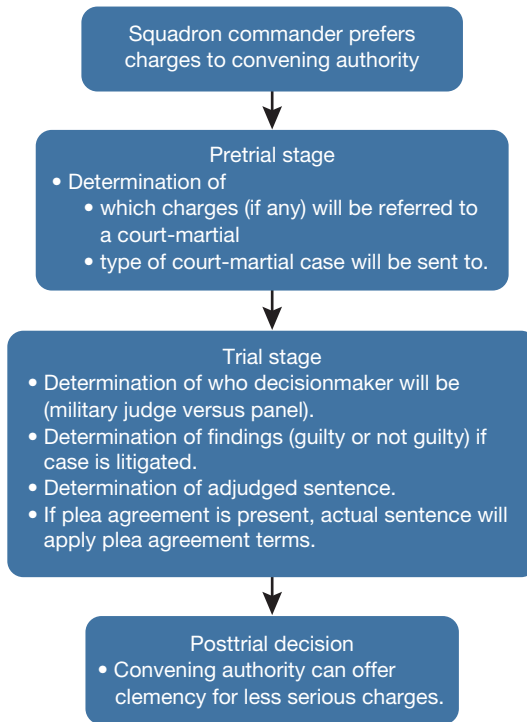 Squadron commander prefers
charges to convening authority
Pretrial stage
• Determination of
• which charges (if any) will be referred to
a court-martial
• type of court-martial case will be sent to.
Trial stage
• Determination of who decisionmaker will be
(military judge versus panel).
• Determination of findings (guilty or not guilty) if
case is litigated.
• Determination of adjudged sentence.
• If plea agreement is present, actual sentence will
apply plea agreement terms.
Posttrial decision
• Convening authority can offer
clemency for less serious charges.